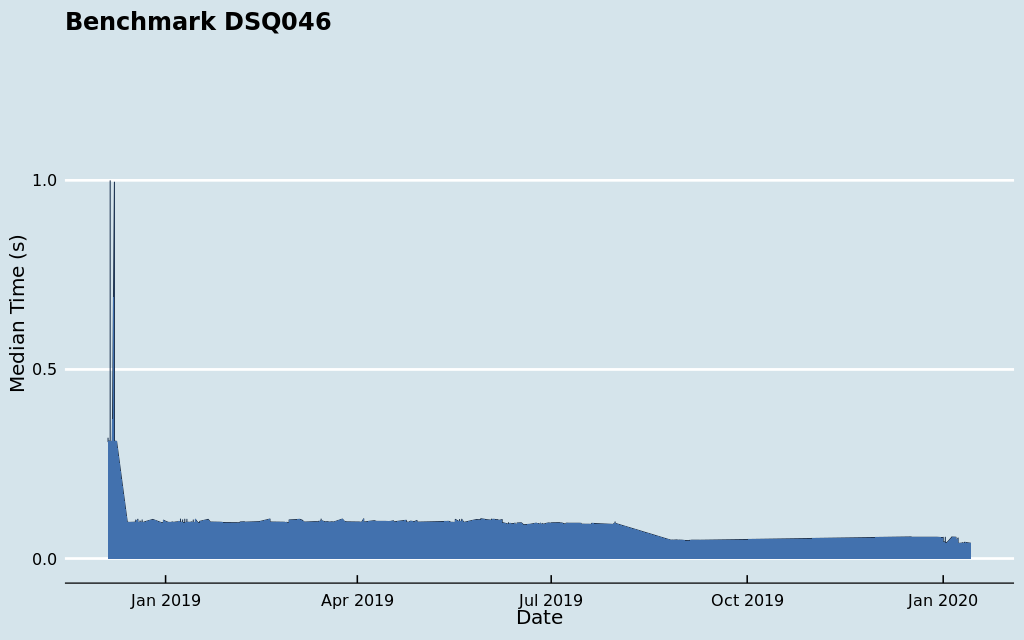 Benchmark DSQ046
Median Time (s)
1.0
0.5
0.0
Jan 2019
Apr 2019
Jul 2019
Oct 2019
Jan 2020
Date